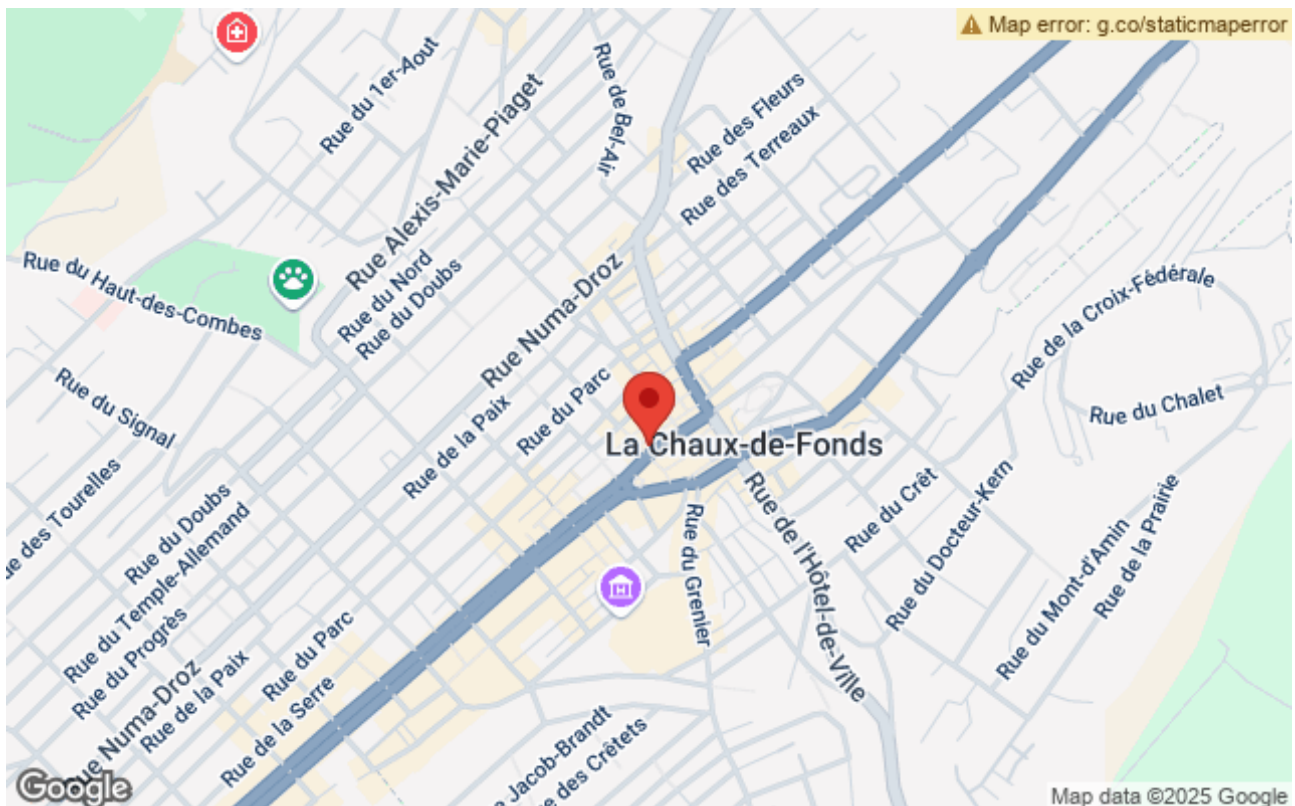 Map error: g.co/staticmaperror
Rue du 1er-Aout
Rue Alexis-Marie-Piaget
Rue de Bel-Air
Rue des Fleurs
Rue des Terreaux
Rue du Haut-des-Combes
Rue du Nord
Rue du Doubs
Rue Numa-Droz
Rue de la Croix-Fédérale
Rue du Parc
Rue de la Paix
Rue du Signal
Rue du Chalet
La Chaux-de-Fonds
Rue des Tourelles
Rue du Doubs
Rue du Temple-Allemand
Rue du Progrès
Rue de l'Hôtel-de-Ville
Rue du Crêt
Rue du Docteur-Kern
Rue du Mont-d'Amin
Rue de la Prairie
Rue du Grenier
H
Rue du Parc
Rue de la Paix
Rue de la Serre
Rue Numa-Droz
Jacob-Brandt
des Crêtets
Google
Map data ©2025 Google